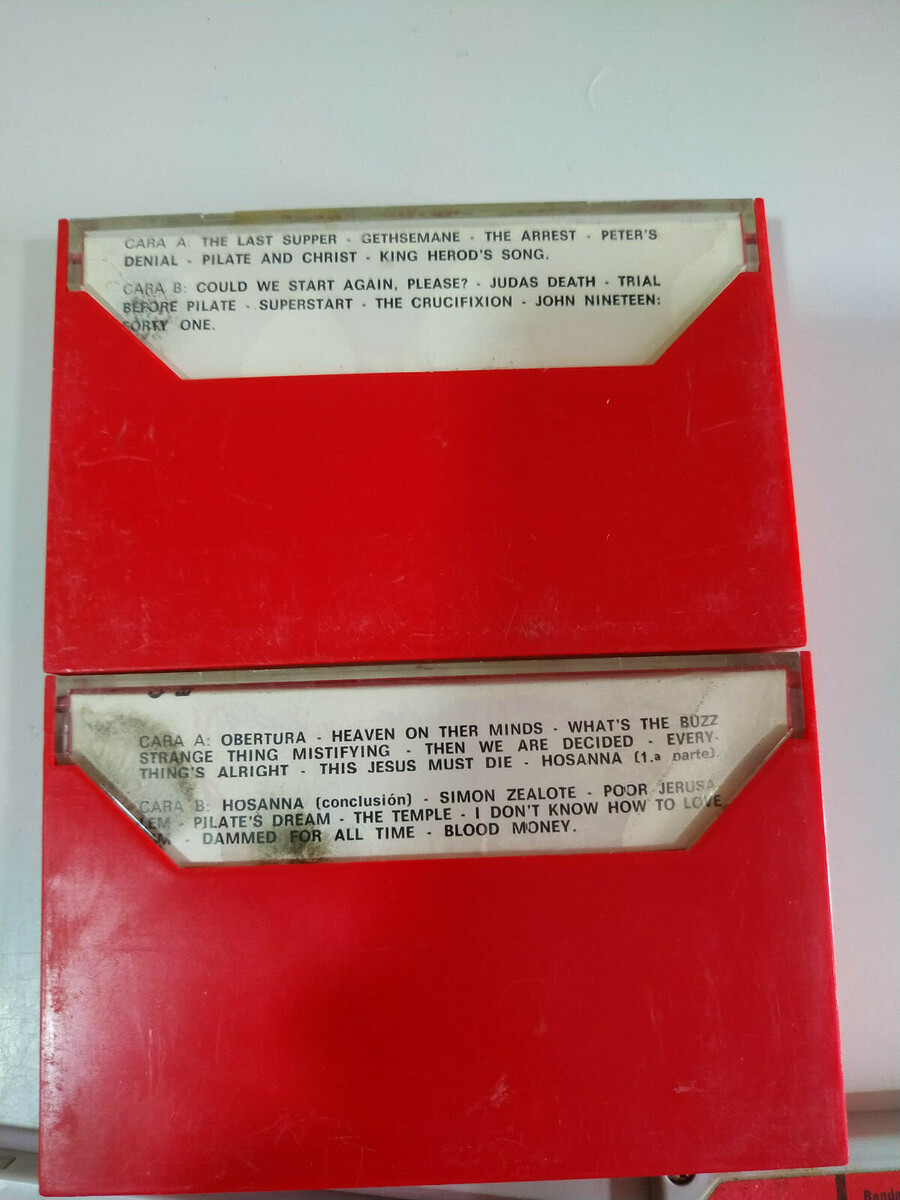 CARA A: THE LAST SUPPER - GETHSEMANE - THE ARREST - PETER'S
DENIAL - PILATE AND CHRIST - KING HEROD'S SONG.
CARA B: COULD WE START AGAIN, PLEASE? - JUDAS DEATH - TRIAL
BEFORE PILATE - SUPERSTART - THE CRUCIFIXION - JOHN NINETEEN:
FORTY ONE.
CARA A: OBERTURA - HEAVEN ON THER MINDS - WHAT'S THE BUZZ
STRANGE THING MISTIFYING - THEN WE ARE DECIDED - EVERY-
THING'S ALRIGHT - THIS JESUS MUST DIE - HOSANNA (1.a parte).
CARA B: HOSANNA (conclusión) - SIMON ZEALOTE - POOR JERUSA
LEM - PILATE'S DREAM - THE TEMPLE - I DON'T KNOW HOW TO LOVE
- DAMMED FOR ALL TIME - BLOOD MONEY.